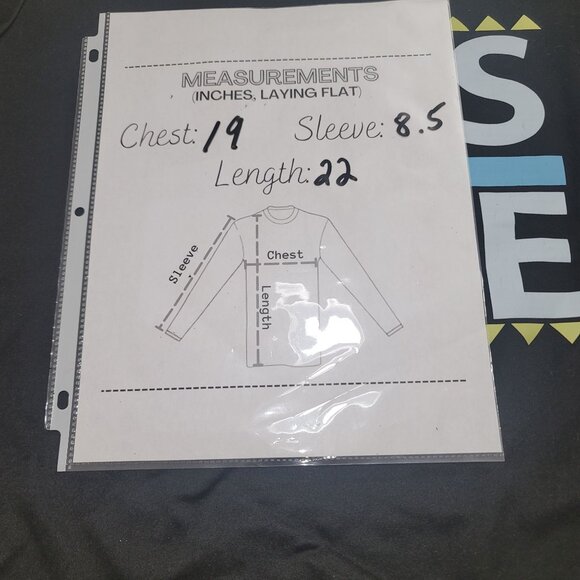 MEASUREMENTS
(INCHES, LAYING FLAT)
Chest: 19 Sleeve: 8.5
Length: 22
Sleeve
Chest
Length
S
E